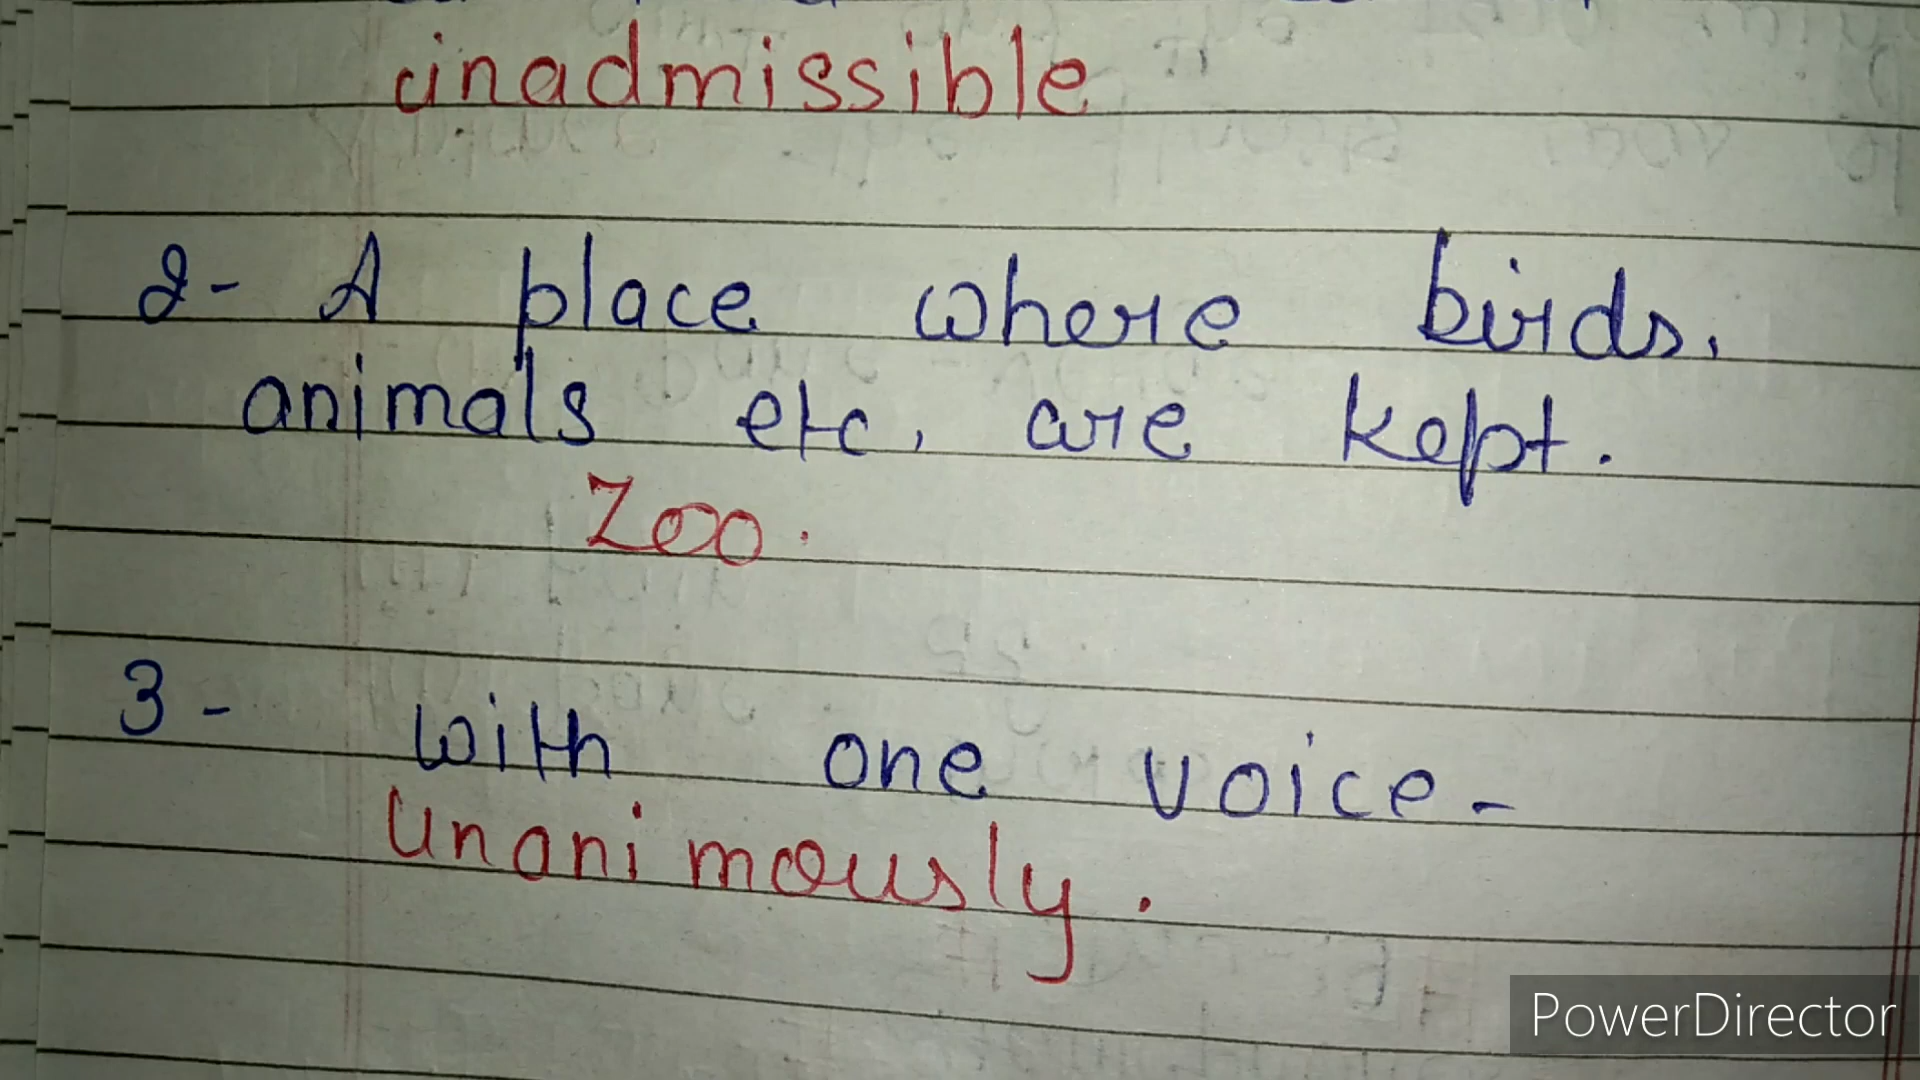 inadmissible
2- A place where birds,
animals etc, are kept.
Zoo.
3- with one voice-
Unanimously.
PowerDirector